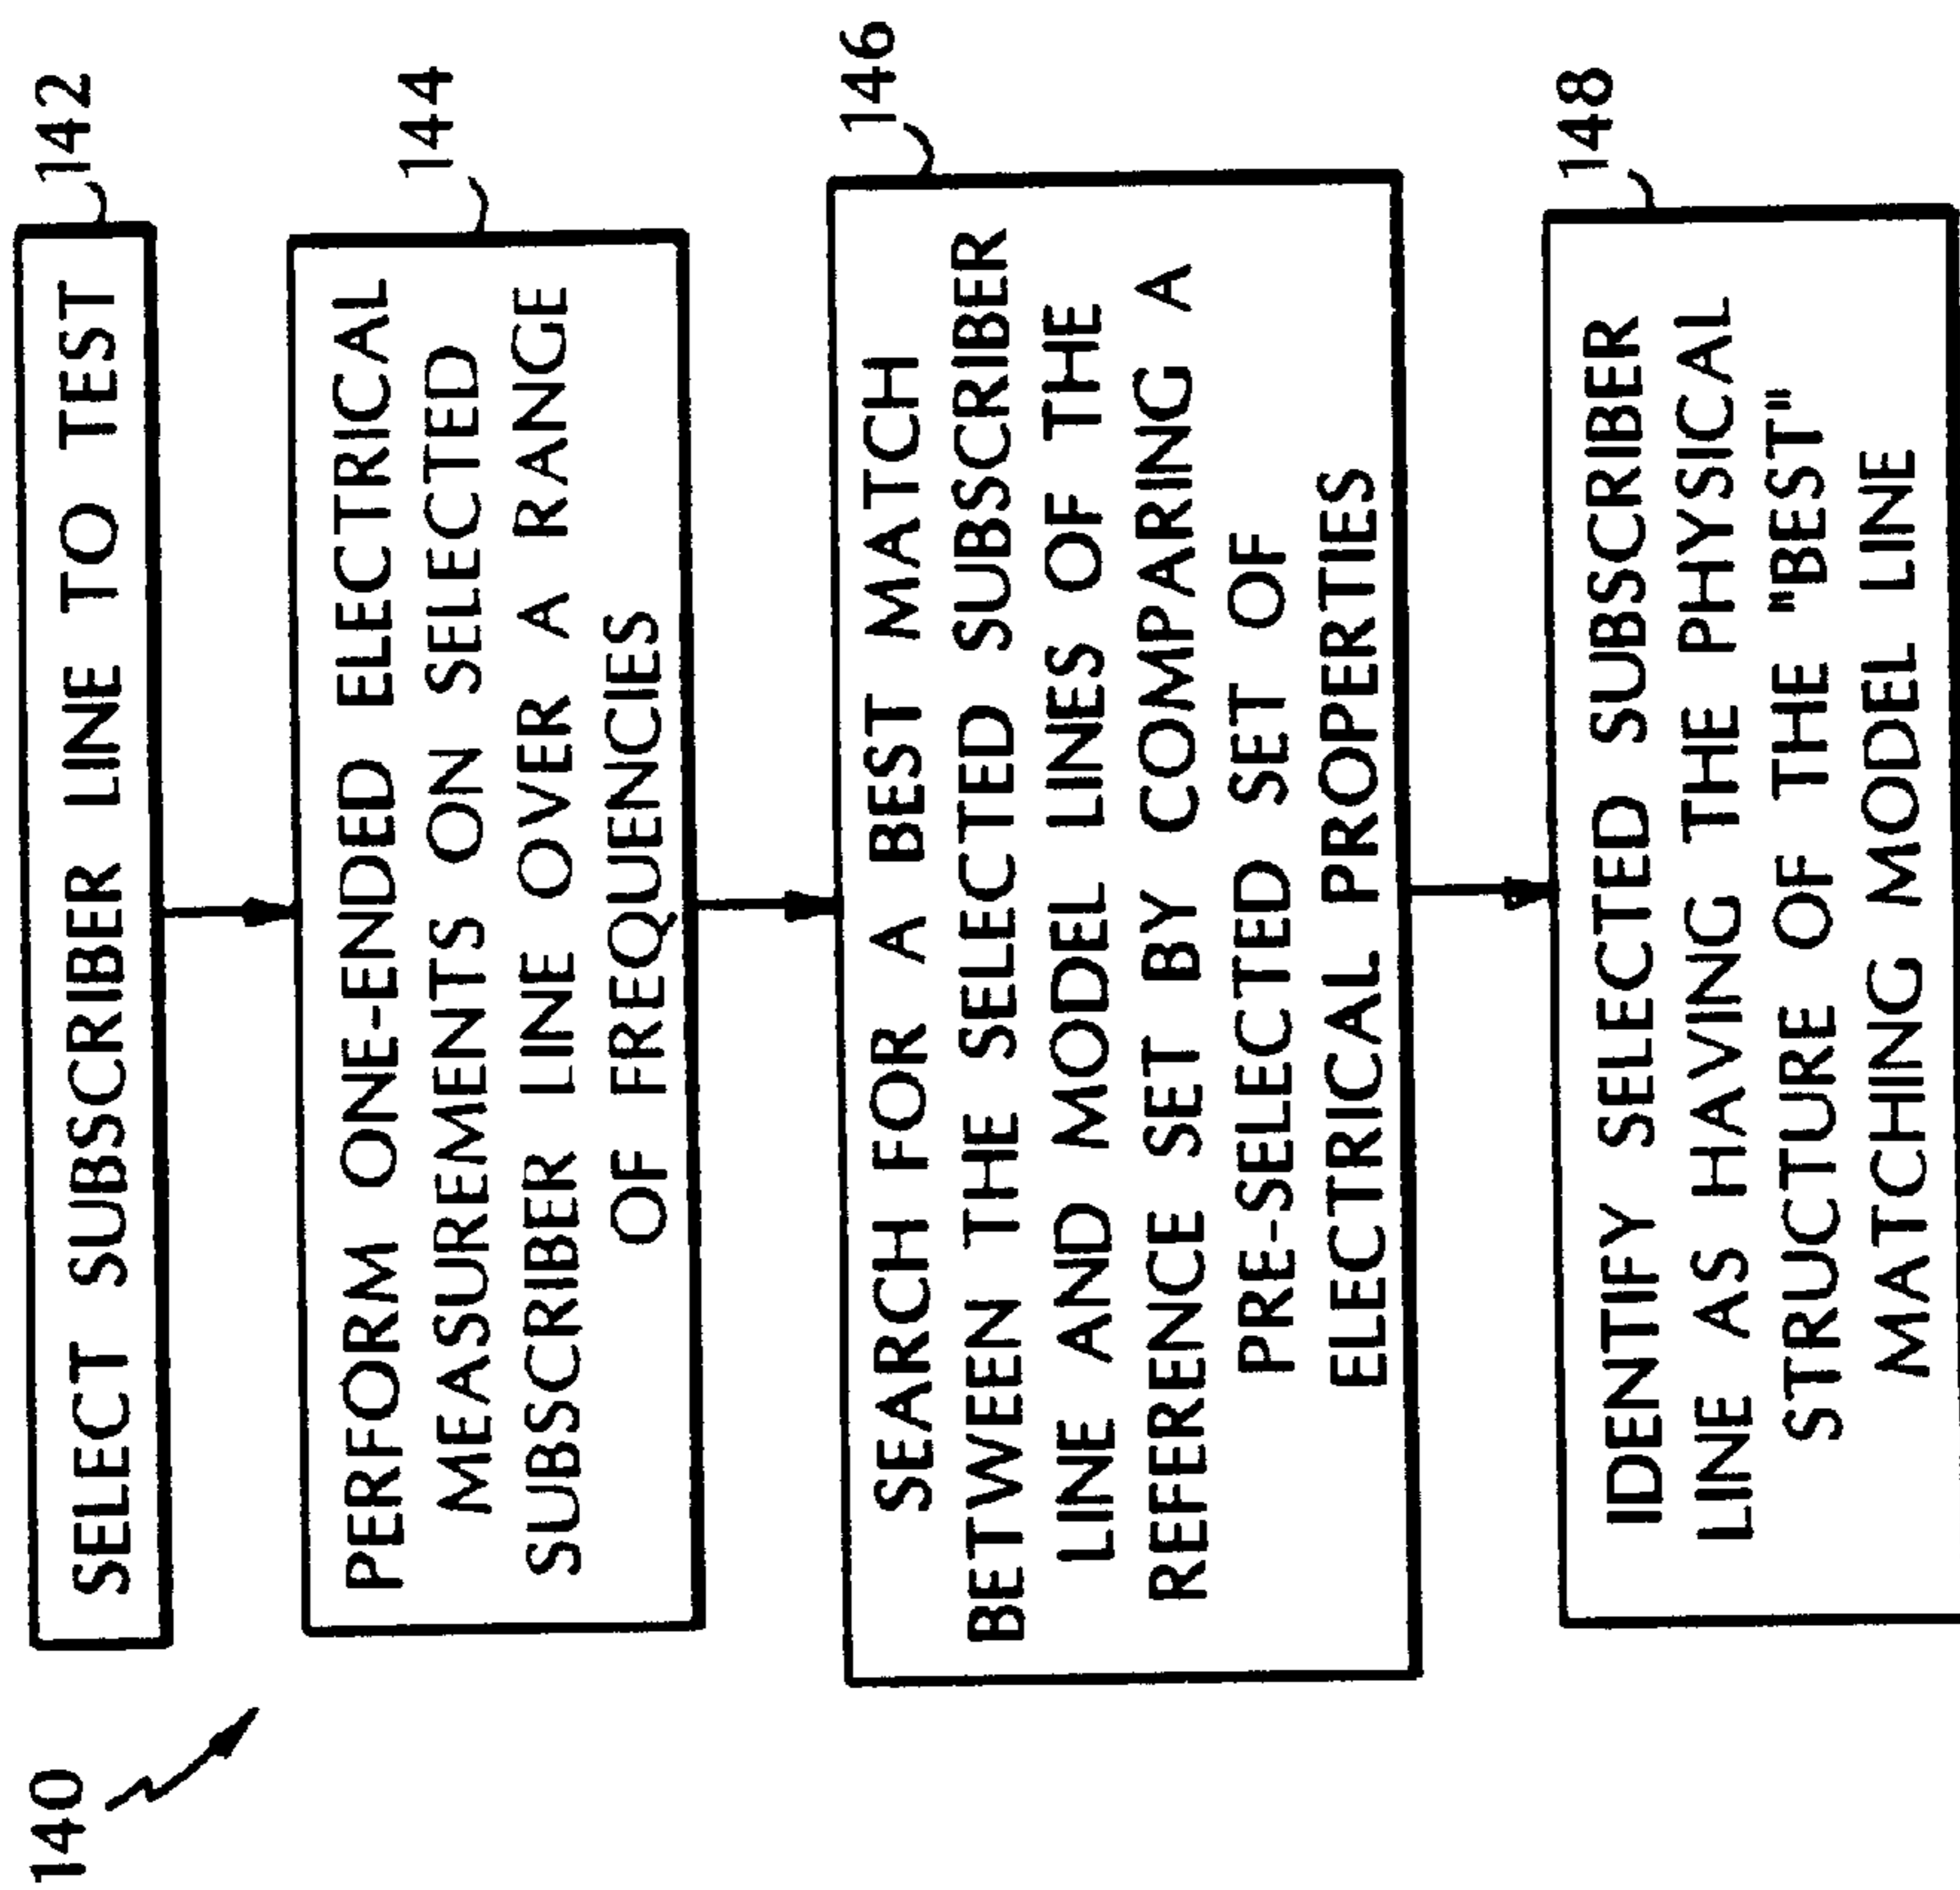 140
142
SELECT SUBSCRIBER LINE TO TEST
144
PERFORM ONE-ENDED ELECTRICAL
MEASUREMENTS ON SELECTED
SUBSCRIBER LINE OVER A RANGE
OF FREQUENCIES
146
SEARCH FOR A BEST MATCH
BETWEEN THE SELECTED SUBSCRIBER
LINE AND MODEL LINES OF THE
REFERENCE SET BY COMPARING A
PRE-SELECTED SET OF
ELECTRICAL PROPERTIES
148
IDENTIFY SELECTED SUBSCRIBER
LINE AS HAVING THE PHYSICAL
STRUCTURE OF THE "BEST"
MATCHING MODEL LINE